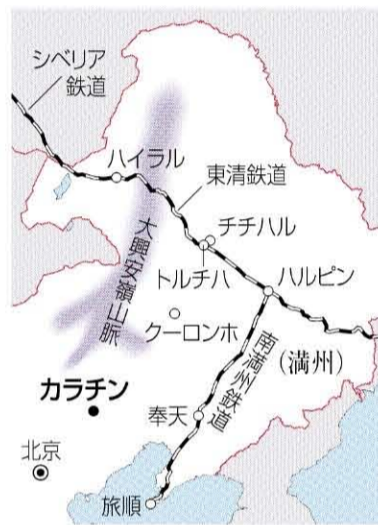 シベリア
鉄道
ハイラル
東清鉄道
チチハル
トルチハ
ハルピン
大興安嶺山脈
クーロンホ
南満州鉄道
(満州)
カラチン
奉天
北京
旅順